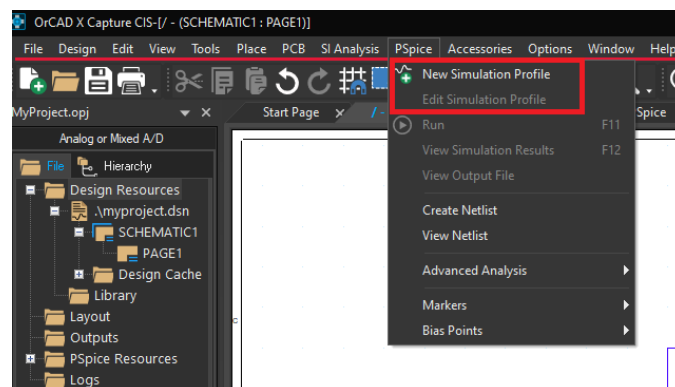 OrCAD X Capture CIS-[/ - (SCHEMATIC1 : PAGE1)]
File Design Edit View Tools Place PCB SI Analysis PSpice Accessories Options Window Help
MyProject.opj
Start Page
/ -
Spice
Analog or Mixed A/D
File Hierarchy
Design Resources
.\myproject.dsn
SCHEMATIC1
PAGE1
Design Cache
Library
Layout
Outputs
PSpice Resources
Logs
New Simulation Profile
Edit Simulation Profile
Run F11
View Simulation Results F12
View Output File
Create Netlist
View Netlist
Advanced Analysis
Markers
Bias Points